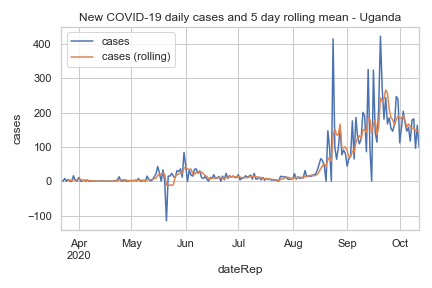 New COVID-19 daily cases and 5 day rolling mean - Uganda
cases
cases (rolling)
400
300
200
100
0
−100
cases
Apr
2020
May
Jun
Jul
Aug
Sep
Oct
dateRep